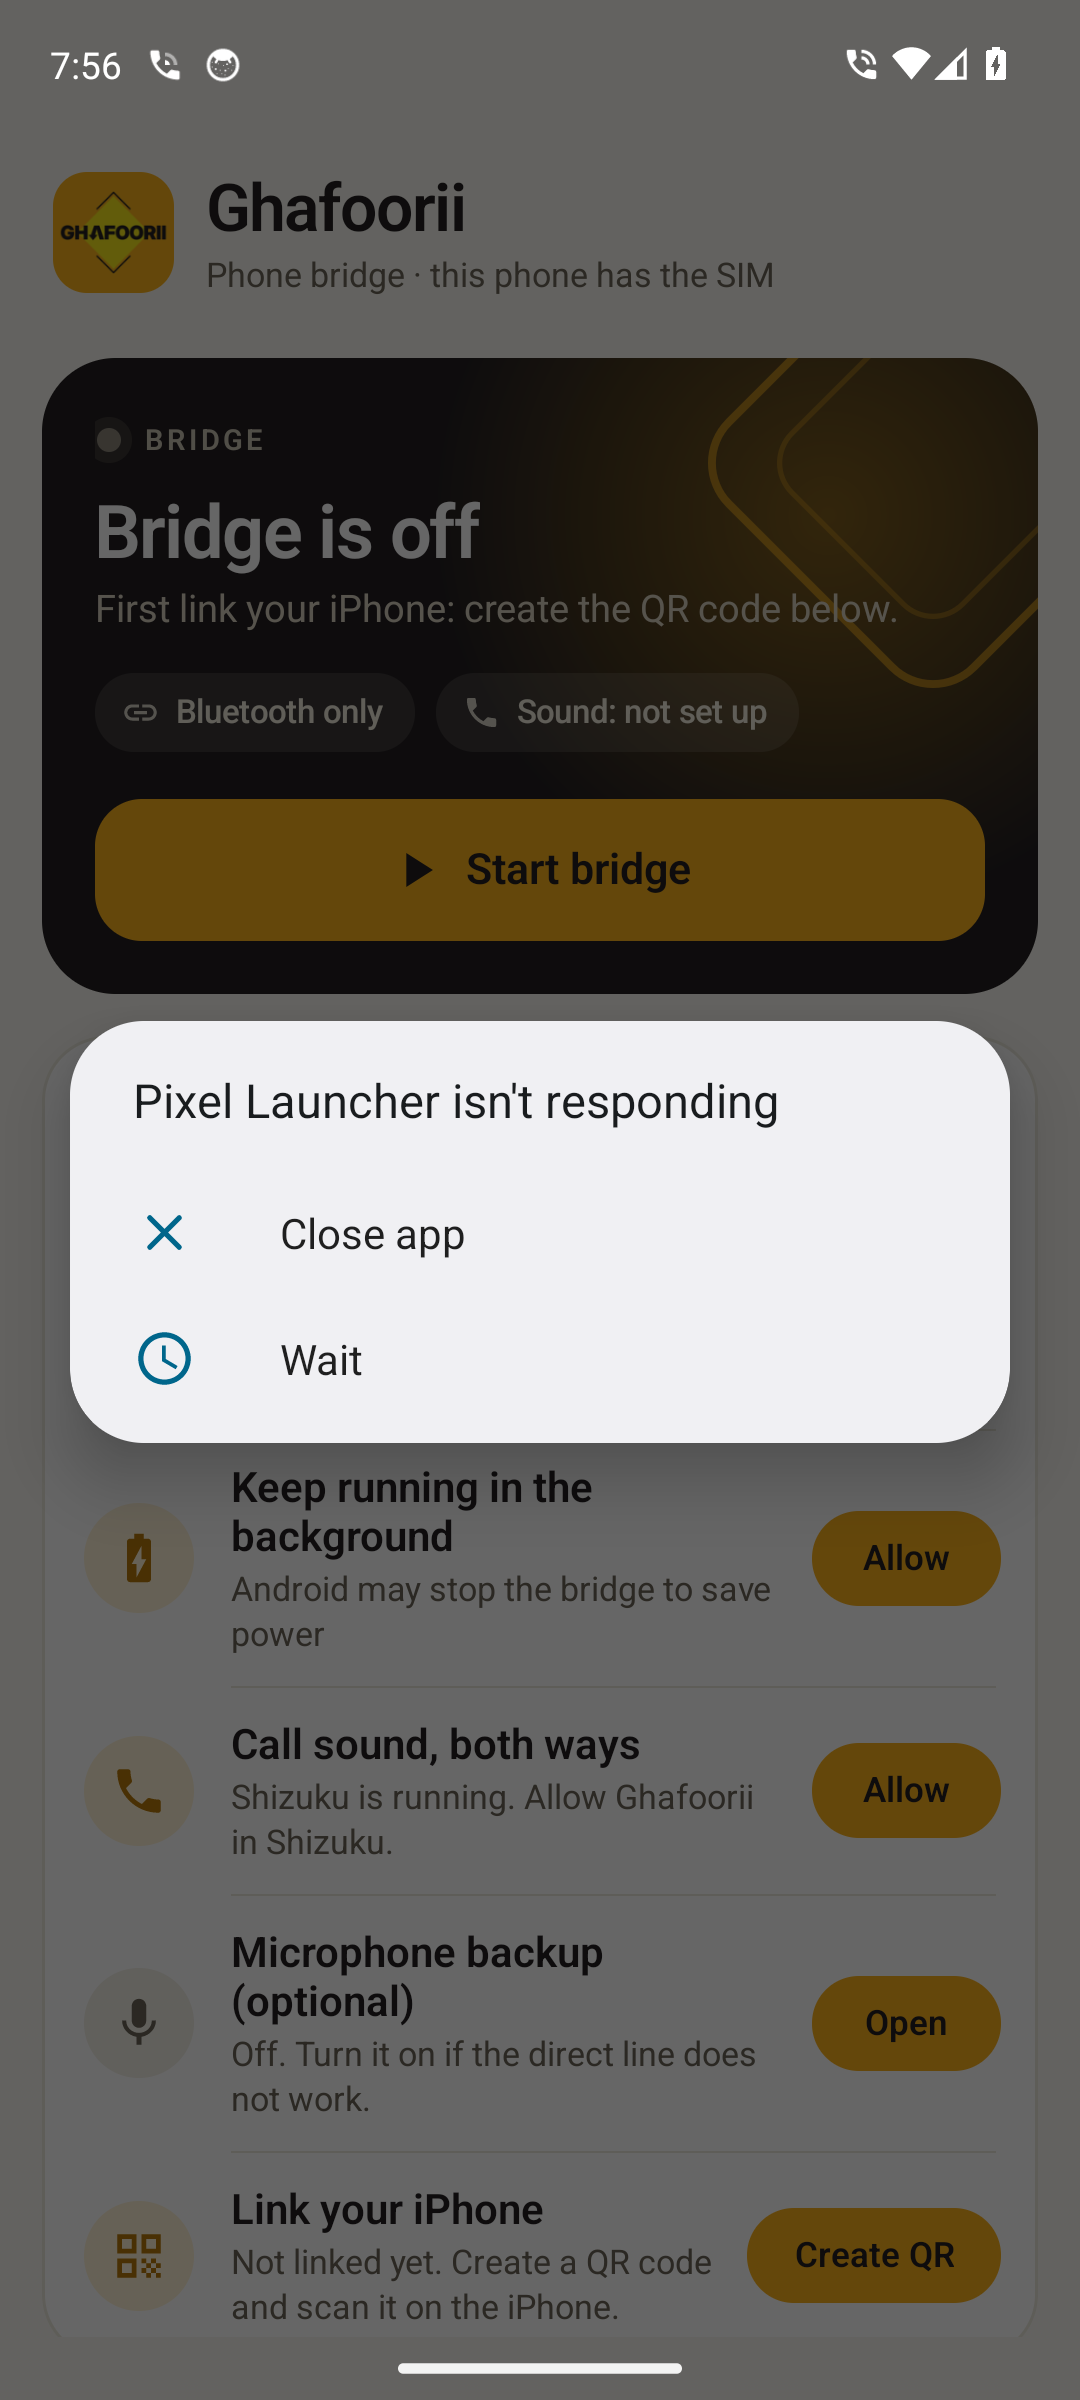 7:56
GHAFOORII
Ghafoorii
Phone bridge · this phone has the SIM
BRIDGE
Bridge is off
First link your iPhone: create the QR code below.
Bluetooth only
Sound: not set up
Start bridge
Pixel Launcher isn't responding
Close app
Wait
Keep running in the
background
Android may stop the bridge to save
power
Allow
Call sound, both ways
Shizuku is running. Allow Ghafoorii
in Shizuku.
Allow
Microphone backup
(optional)
Off. Turn it on if the direct line does
not work.
Open
Link your iPhone
Not linked yet. Create a QR code
and scan it on the iPhone.
Create QR